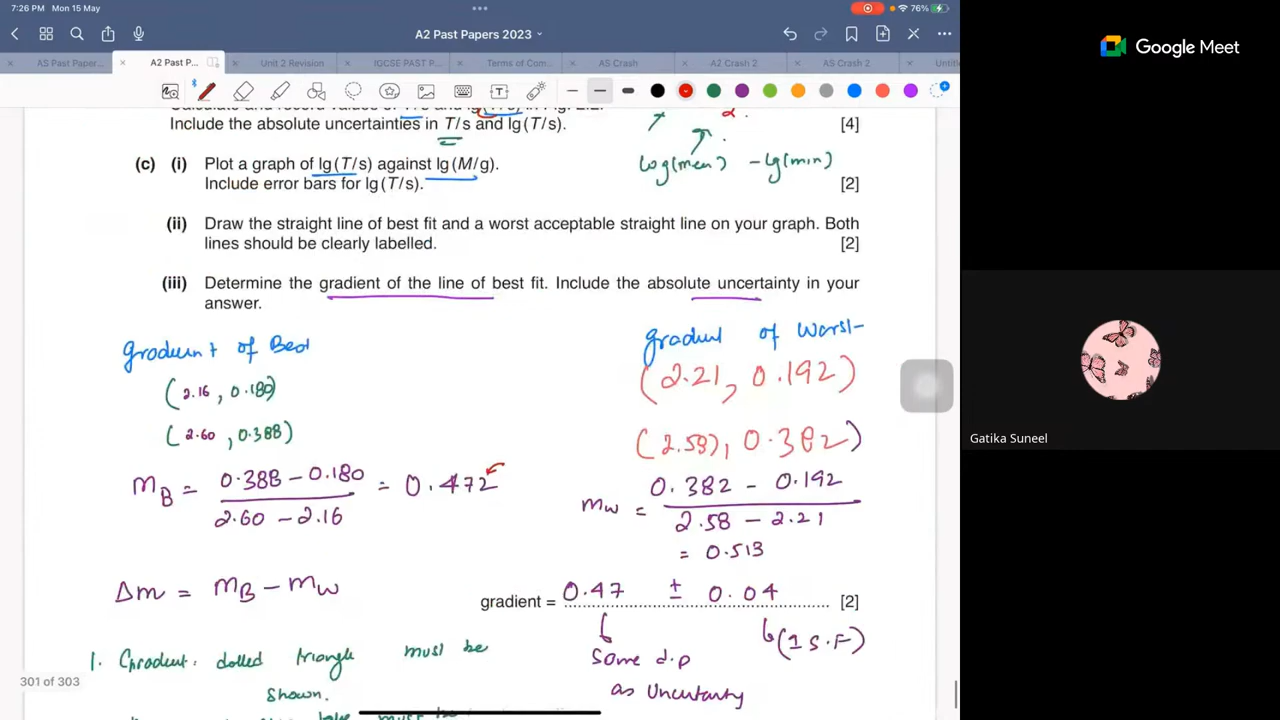 7:26 PM Mon 15 May
76%
A2 Past Papers 2023
AS Past Paper...
A2 Past P...
Unit 2 Revision
IGCSE PAST P...
Terms of Com...
AS Crash
A2 Crash 2
Untit
Google Meet
Include the absolute uncertainties in T/s and lg(T/s).
[4]
log(max) - lg(min)
(c) (i) Plot a graph of lg(T/s) against lg(M/g).
Include error bars for lg(T/s).
[2]
(ii) Draw the straight line of best fit and a worst acceptable straight line on your graph. Both
lines should be clearly labelled.
[2]
(iii) Determine the gradient of the line of best fit. Include the absolute uncertainty in your
answer.
gradient of Best
(2.16, 0.180)
(2.60, 0.388)
mB = 0.388 - 0.180 / 2.60 - 2.16 = 0.472
gradient of Worst
(2.21, 0.192)
(2.58), 0.382)
mw = 0.382 - 0.192 / 2.58 - 2.21
= 0.513
Δm = mB - mw
gradient = 0.47 ± 0.04 [2]
(1 S.F)
Same d.p
as Uncertainty
1. Gradient: dotted triangle must be
shown.
301 of 303
Gatika Suneel